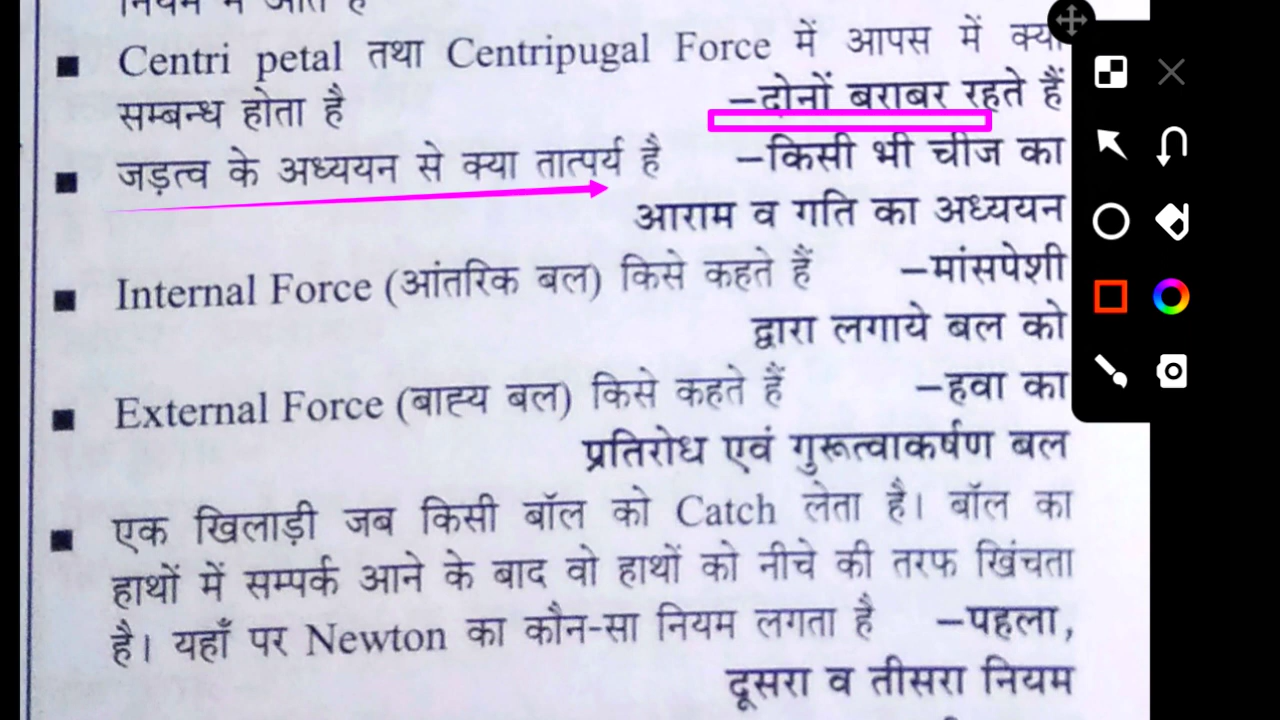 नियम में आते हैं
■ Centri petal तथा Centripugal Force में आपस में क्या
सम्बन्ध होता है –दोनों बराबर रहते हैं
■ जड़त्व के अध्ययन से क्या तात्पर्य है –किसी भी चीज का
आराम व गति का अध्ययन
■ Internal Force (आंतरिक बल) किसे कहते हैं –मांसपेशी
द्वारा लगाये बल को
■ External Force (बाह्य बल) किसे कहते हैं –हवा का
प्रतिरोध एवं गुरूत्वाकर्षण बल
■ एक खिलाड़ी जब किसी बॉल को Catch लेता है। बॉल का
हाथों में सम्पर्क आने के बाद वो हाथों को नीचे की तरफ खिंचता
है। यहाँ पर Newton का कौन-सा नियम लगता है –पहला,
दूसरा व तीसरा नियम